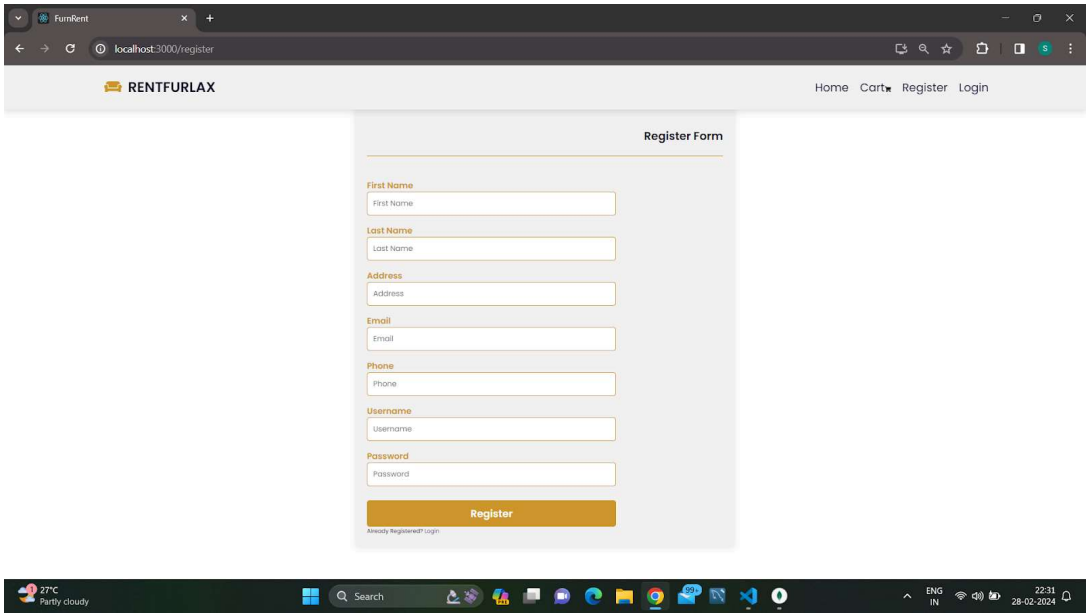 FurnRent
localhost:3000/register
S
RENTFURLAX
Home Cart Register Login
Register Form
First Name
First Name
Last Name
Last Name
Address
Address
Email
Email
Phone
Phone
Username
Username
Password
Password
Register
Already Registered? Login
1
27°C
Partly cloudy
Search
99+
ENG
IN
22:31
28-02-2024